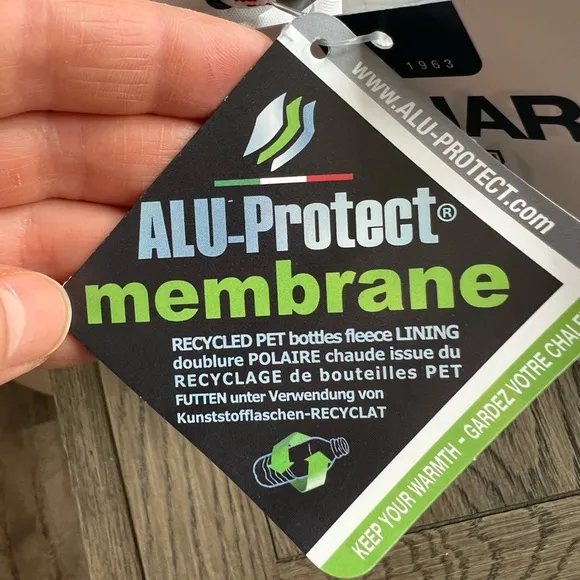 1963
www.ALU-PROTECT.com
ALU-Protect®
membrane
RECYCLED PET bottles fleece LINING
doublure POLAIRE chaude issue du
RECYCLAGE de bouteilles PET
FUTTEN unter Verwendung von
Kunststofflaschen-RECYCLAT
KEEP YOUR WARMTH - GARDEZ VOTRE